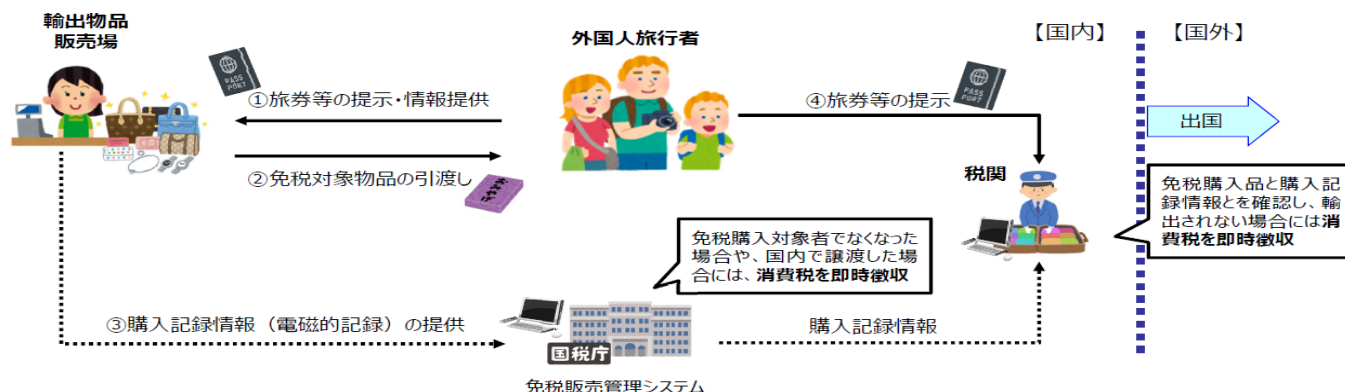 輸出物品
販売場
外国人旅行者
【国内】
【国外】
PASS
PORT
①旅券等の提示・情報提供
④旅券等の提示
PASS
PORT
出国
②免税対象物品の引渡し
税関
免税購入品と購入記
録情報とを確認し、輸
出されない場合には消
費税を即時徴収
免税購入対象者でなくなった
場合や、国内で譲渡した場
合には、消費税を即時徴収
③購入記録情報（電磁的記録）の提供
購入記録情報
国税庁
免税販売管理システム